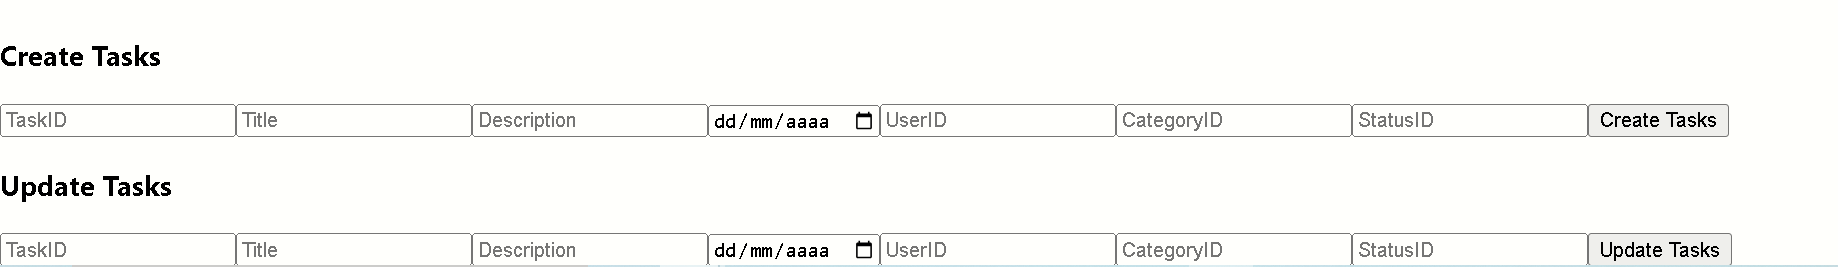 Create Tasks
TaskID Title Description dd/mm/aaaa UserID CategoryID StatusID Create Tasks
Update Tasks
TaskID Title Description dd/mm/aaaa UserID CategoryID StatusID Update Tasks